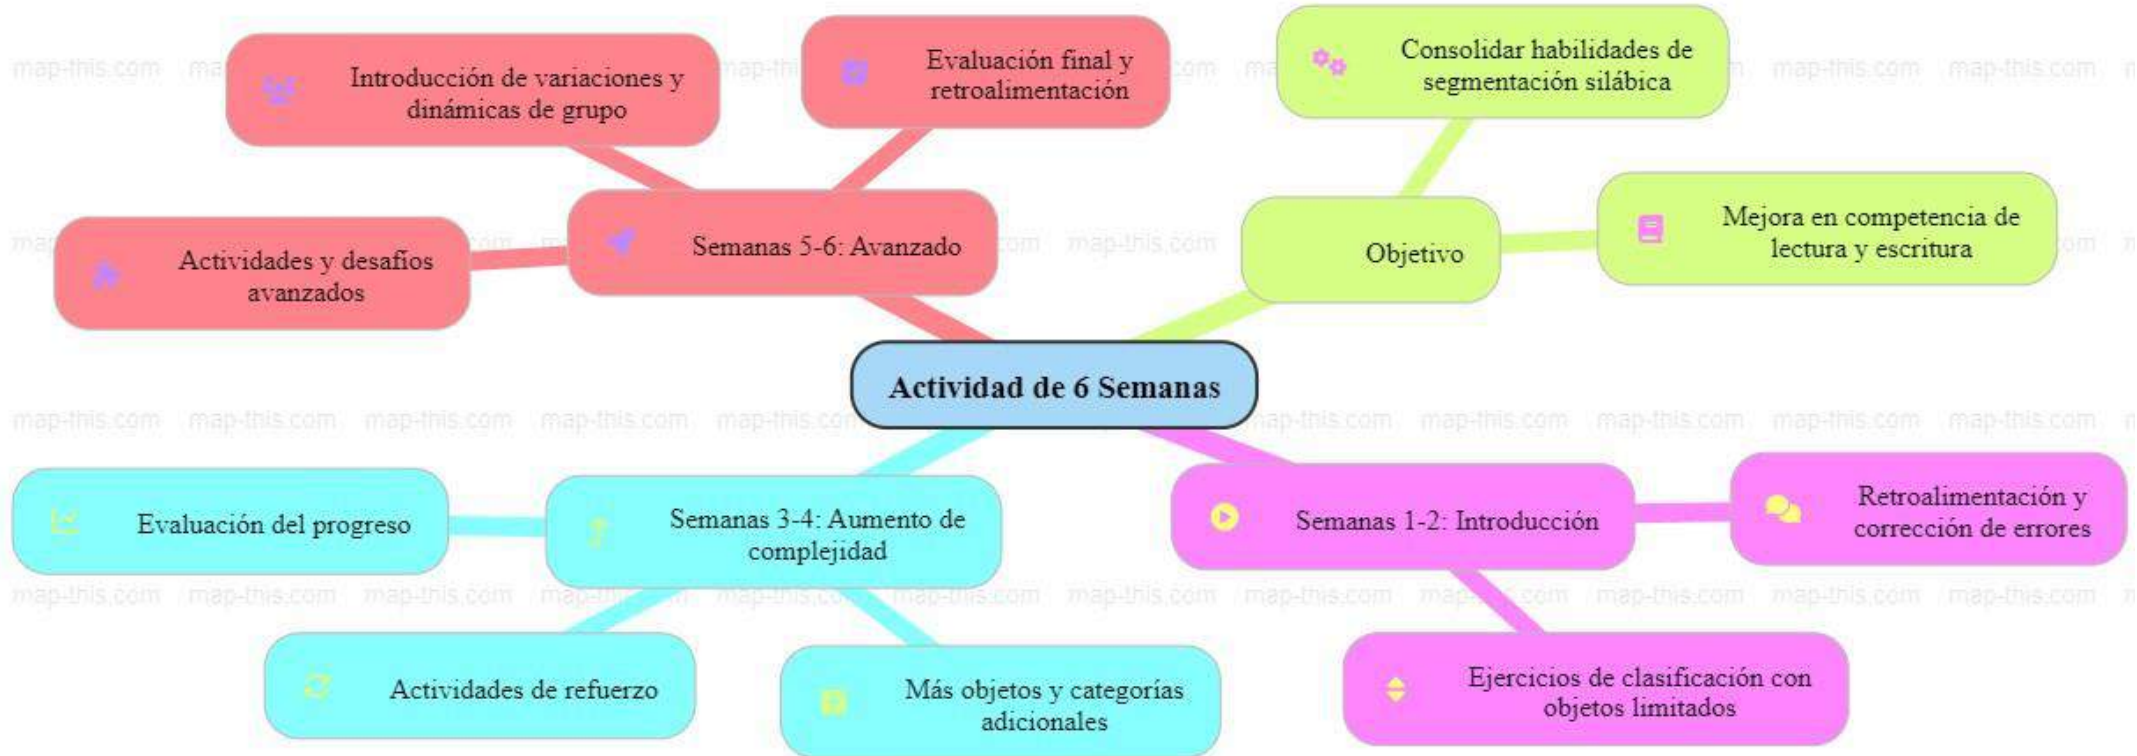 Introducción de variaciones y
dinámicas de grupo
Evaluación final y
retroalimentación
Actividades y desafíos
avanzados
Semanas 5-6: Avanzado
Consolidar habilidades de
segmentación silábica
Objetivo
Mejora en competencia de
lectura y escritura
Actividad de 6 Semanas
Evaluación del progreso
Semanas 3-4: Aumento de
complejidad
Actividades de refuerzo
Más objetos y categorías
adicionales
Semanas 1-2: Introducción
Retroalimentación y
corrección de errores
Ejercicios de clasificación con
objetos limitados
map-this.com